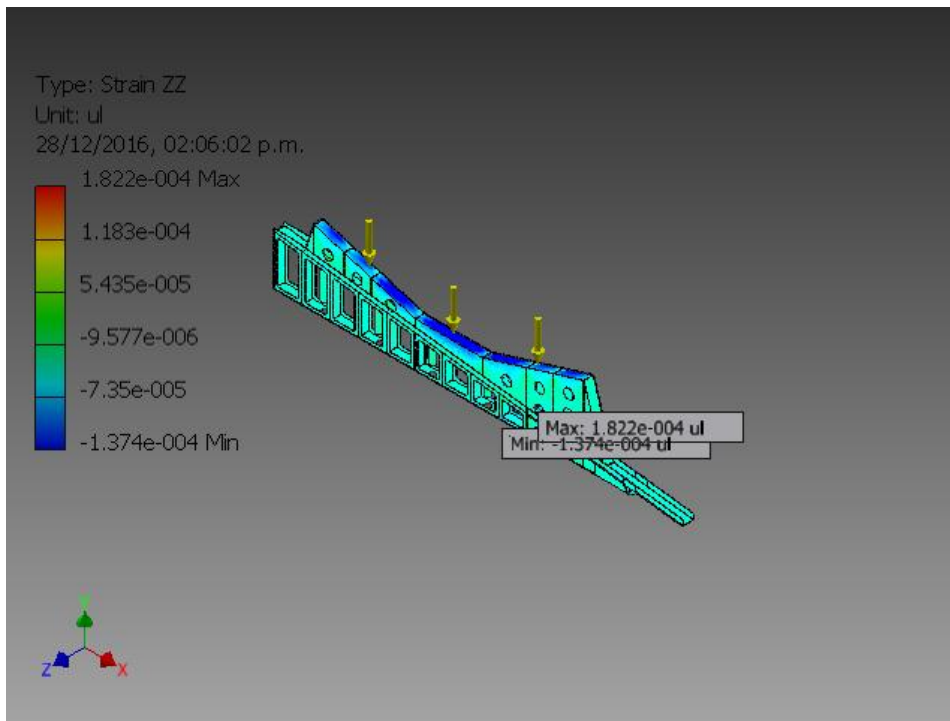 Type: Strain ZZ
Unit: ul
28/12/2016, 02:06:02 p.m.
1.822e-004 Max
1.183e-004
5.435e-005
-9.577e-006
-7.35e-005
-1.374e-004 Min
Max: 1.822e-004 ul
Min: -1.374e-004 ul
Y
Z
X